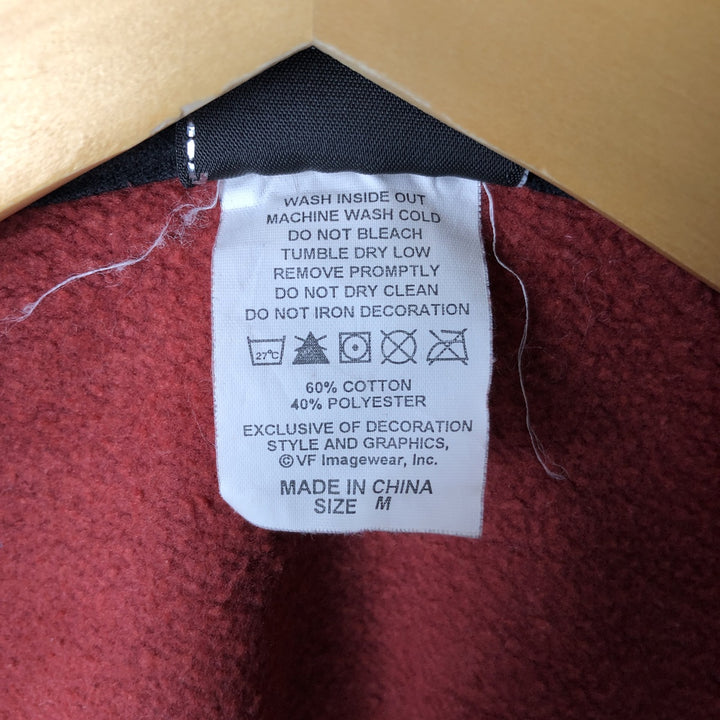 WASH INSIDE OUT
MACHINE WASH COLD
DO NOT BLEACH
TUMBLE DRY LOW
REMOVE PROMPTLY
DO NOT DRY CLEAN
DO NOT IRON DECORATION
27°C
60% COTTON
40% POLYESTER
EXCLUSIVE OF DECORATION
STYLE AND GRAPHICS,
©VF Imagewear, Inc.
MADE IN CHINA
SIZE M